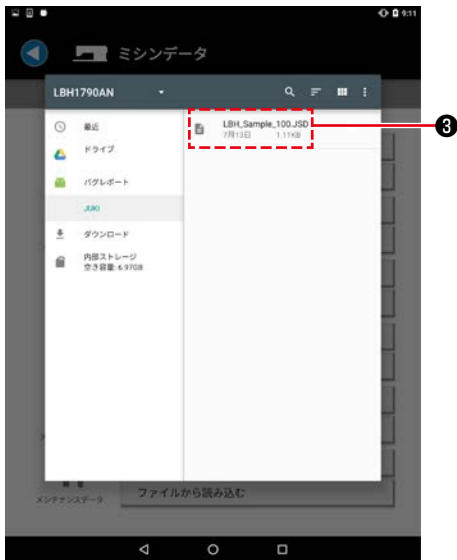 9:11
ミシンデータ
LBH1790AN
最近
ドライブ
バグレポート
JUKI
ダウンロード
内部ストレージ
空き容量: 6.97GB
LBH_Sample_100.JSD
7月13日 1.11KB
❸
メンテナンスデータ
ファイルから読み込む